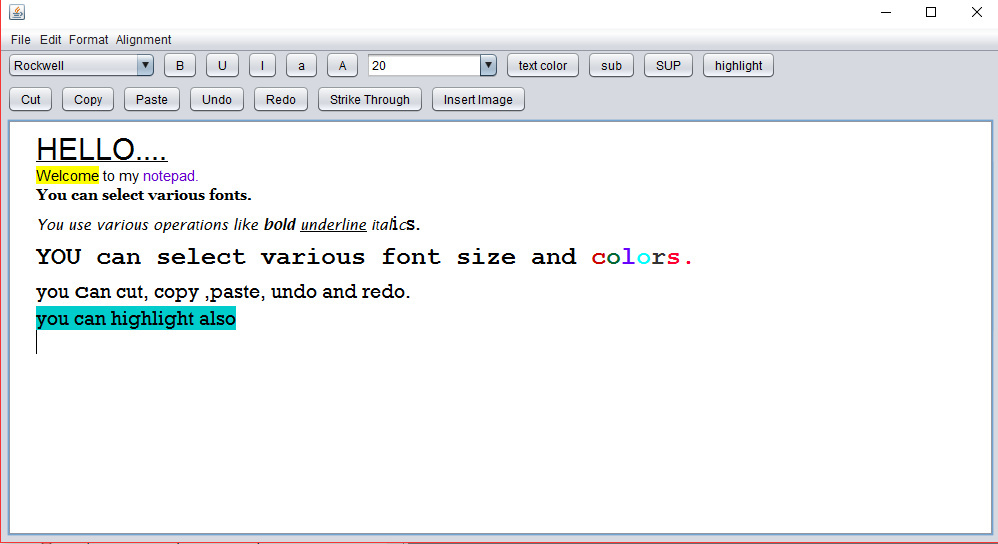 File Edit Format Alignment
Rockwell B U I a A 20 text color sub SUP highlight
Cut Copy Paste Undo Redo Strike Through Insert Image
HELLO....
Welcome to my notepad.
You can select various fonts.
You use various operations like bold underline italics.
YOU can select various font size and colors.
you Can cut, copy ,paste, undo and redo.
you can highlight also